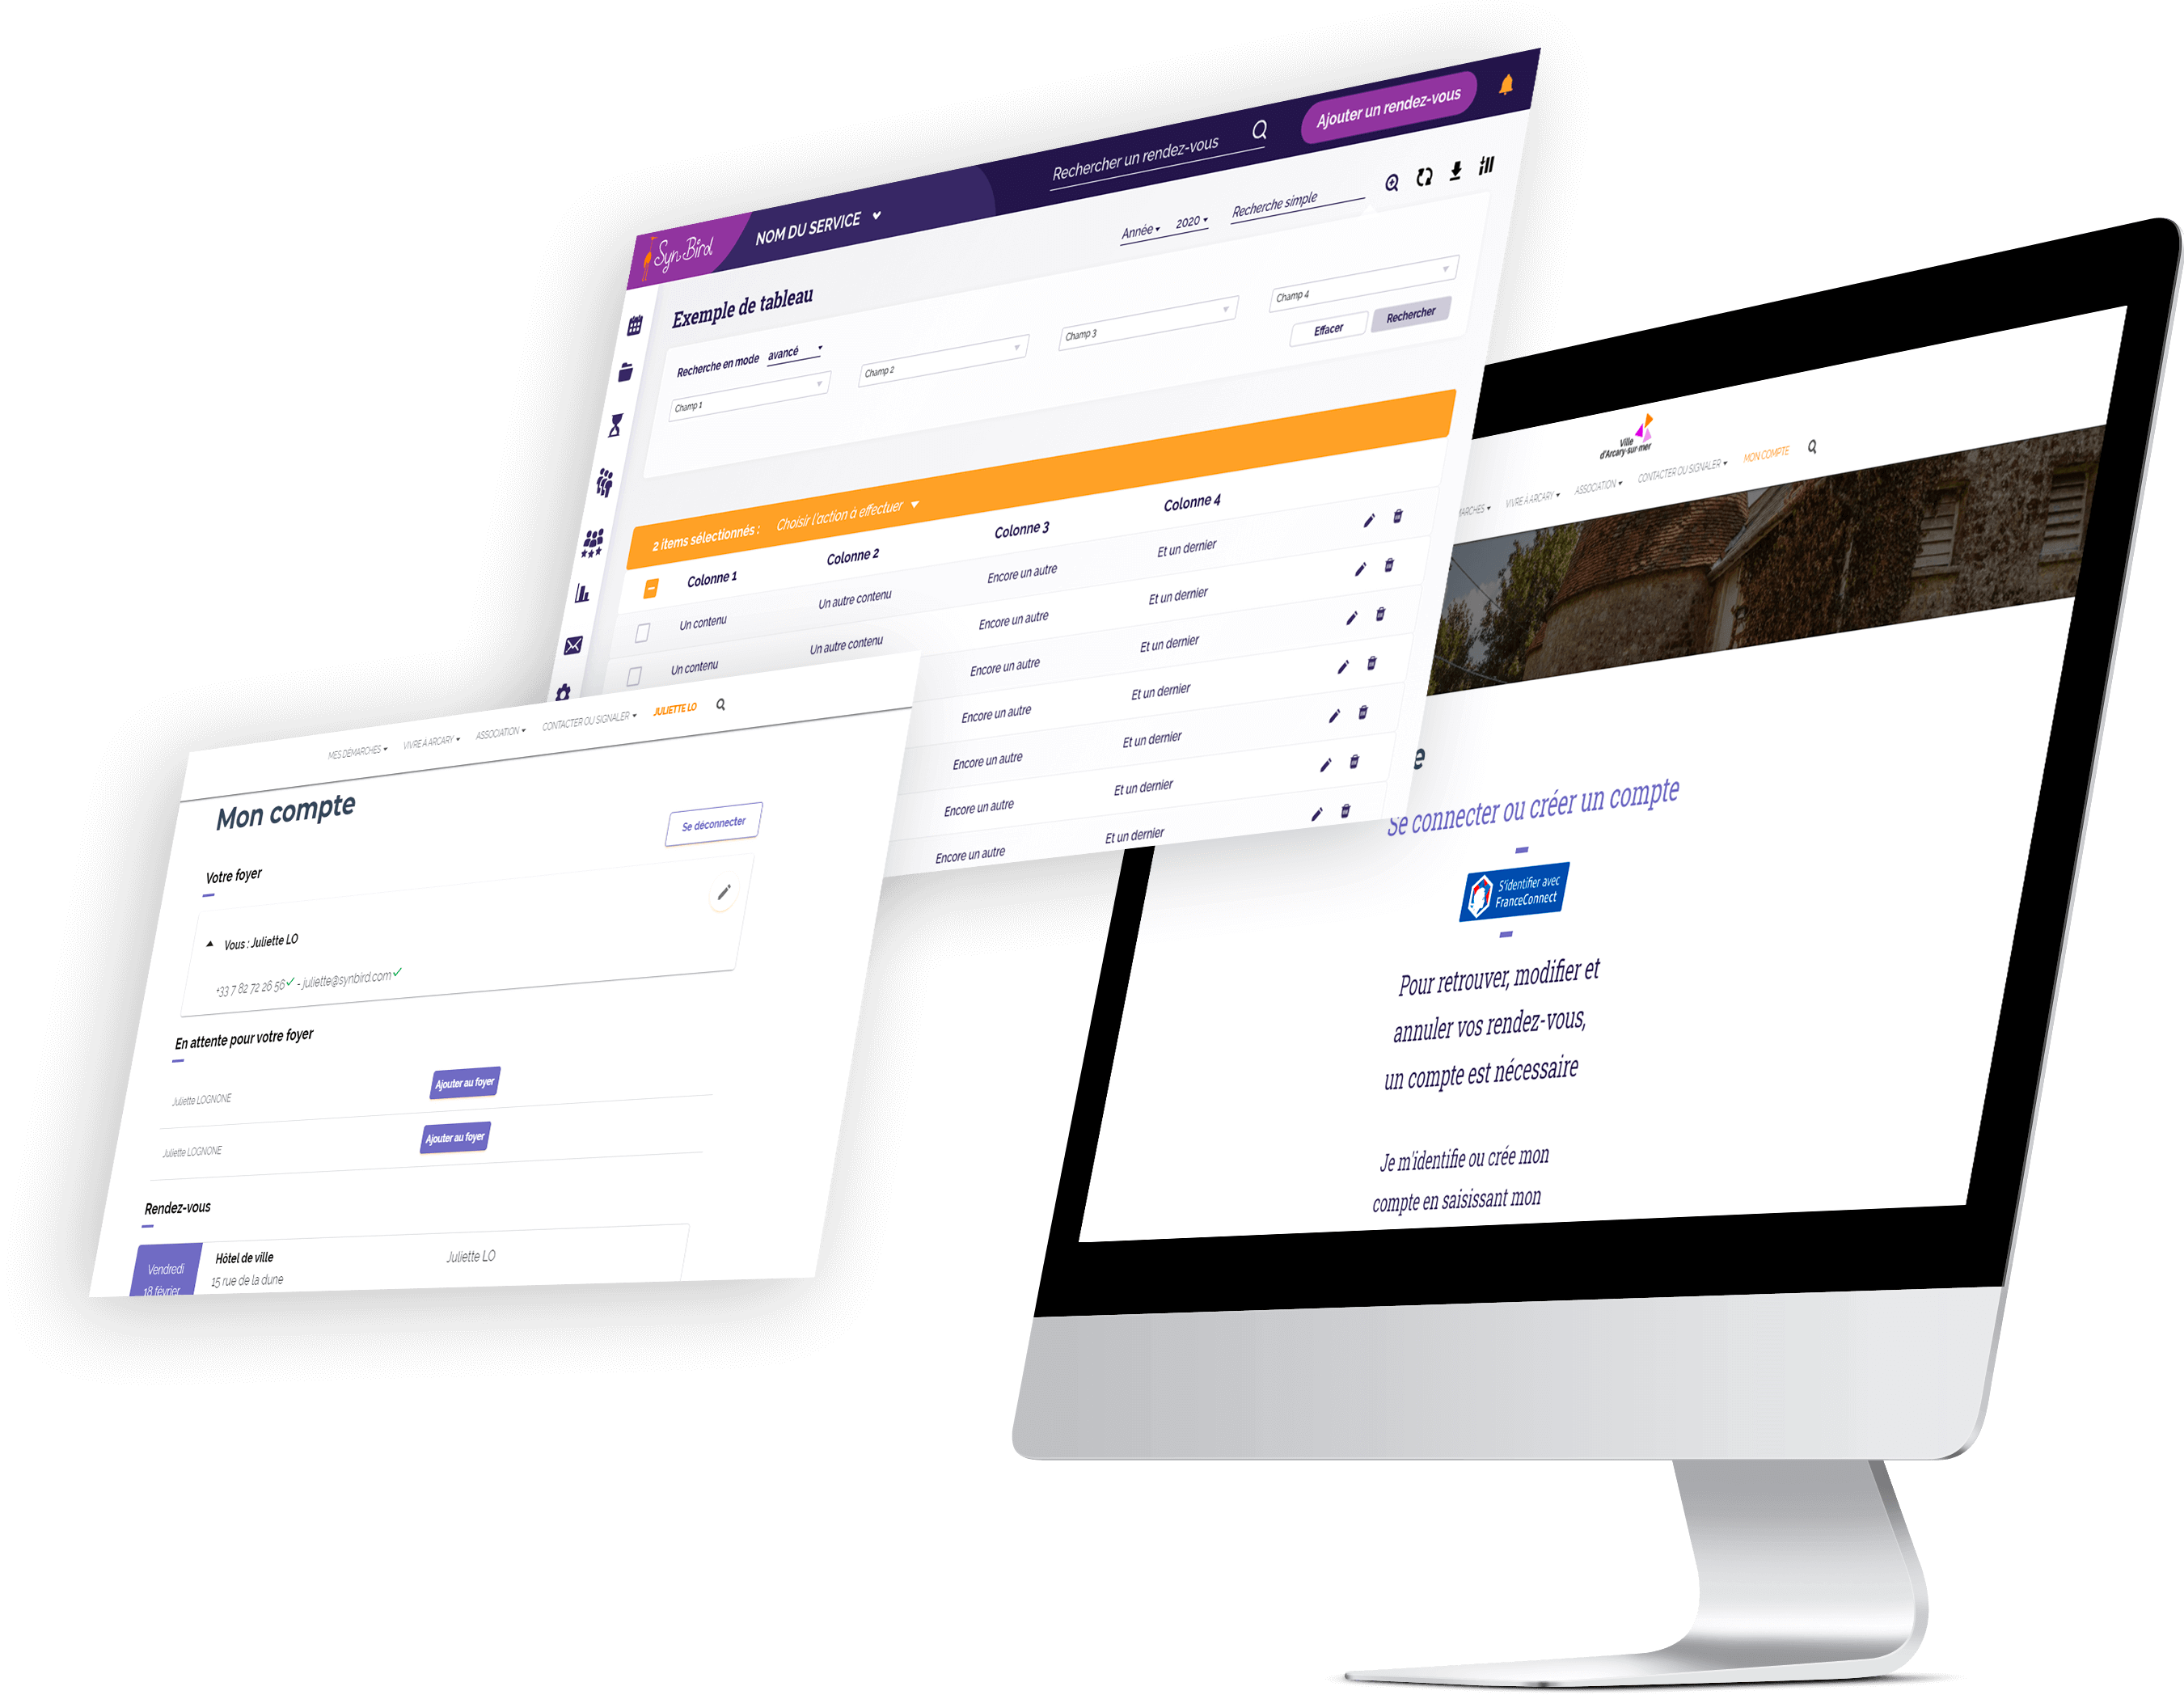 SynBird
NOM DU SERVICE
Rechercher un rendez-vous
Ajouter un rendez-vous
Exemple de tableau
Année
2020
Recherche simple
Recherche en mode avancé
Champ 1
Champ 2
Champ 3
Champ 4
Effacer
Rechercher
2 items sélectionnés :
Choisir l'action à effectuer
Colonne 1
Colonne 2
Colonne 3
Colonne 4
Un contenu
Un autre contenu
Encore un autre
Et un dernier
Un contenu
Un autre contenu
Encore un autre
Et un dernier
Encore un autre
Et un dernier
Encore un autre
Et un dernier
Encore un autre
Et un dernier
Encore un autre
Et un dernier
Encore un autre
Et un dernier
MES DÉMARCHES
VIVRE A ARCARY
ASSOCIATION
CONTACTER OU SIGNALER
JULIETTE LO
Mon compte
Se déconnecter
Votre foyer
Vous : Juliette LO
+33 7 82 72 26 56 - juliette@synbird.com
En attente pour votre foyer
Juliette LOGNONE
Ajouter au foyer
Juliette LOGNONE
Ajouter au foyer
Rendez-vous
Vendredi
18 février
Hôtel de ville
15 rue de la dune
Juliette LO
Ville
d'Arcary-sur-mer
MARCHES
VIVRE À ARCARY
ASSOCIATION
CONTACTER OU SIGNALER
MON COMPTE
e
Se connecter ou créer un compte
S'identifier avec
FranceConnect
Pour retrouver, modifier et
annuler vos rendez-vous,
un compte est nécessaire
Je m'identifie ou crée mon
compte en saisissant mon